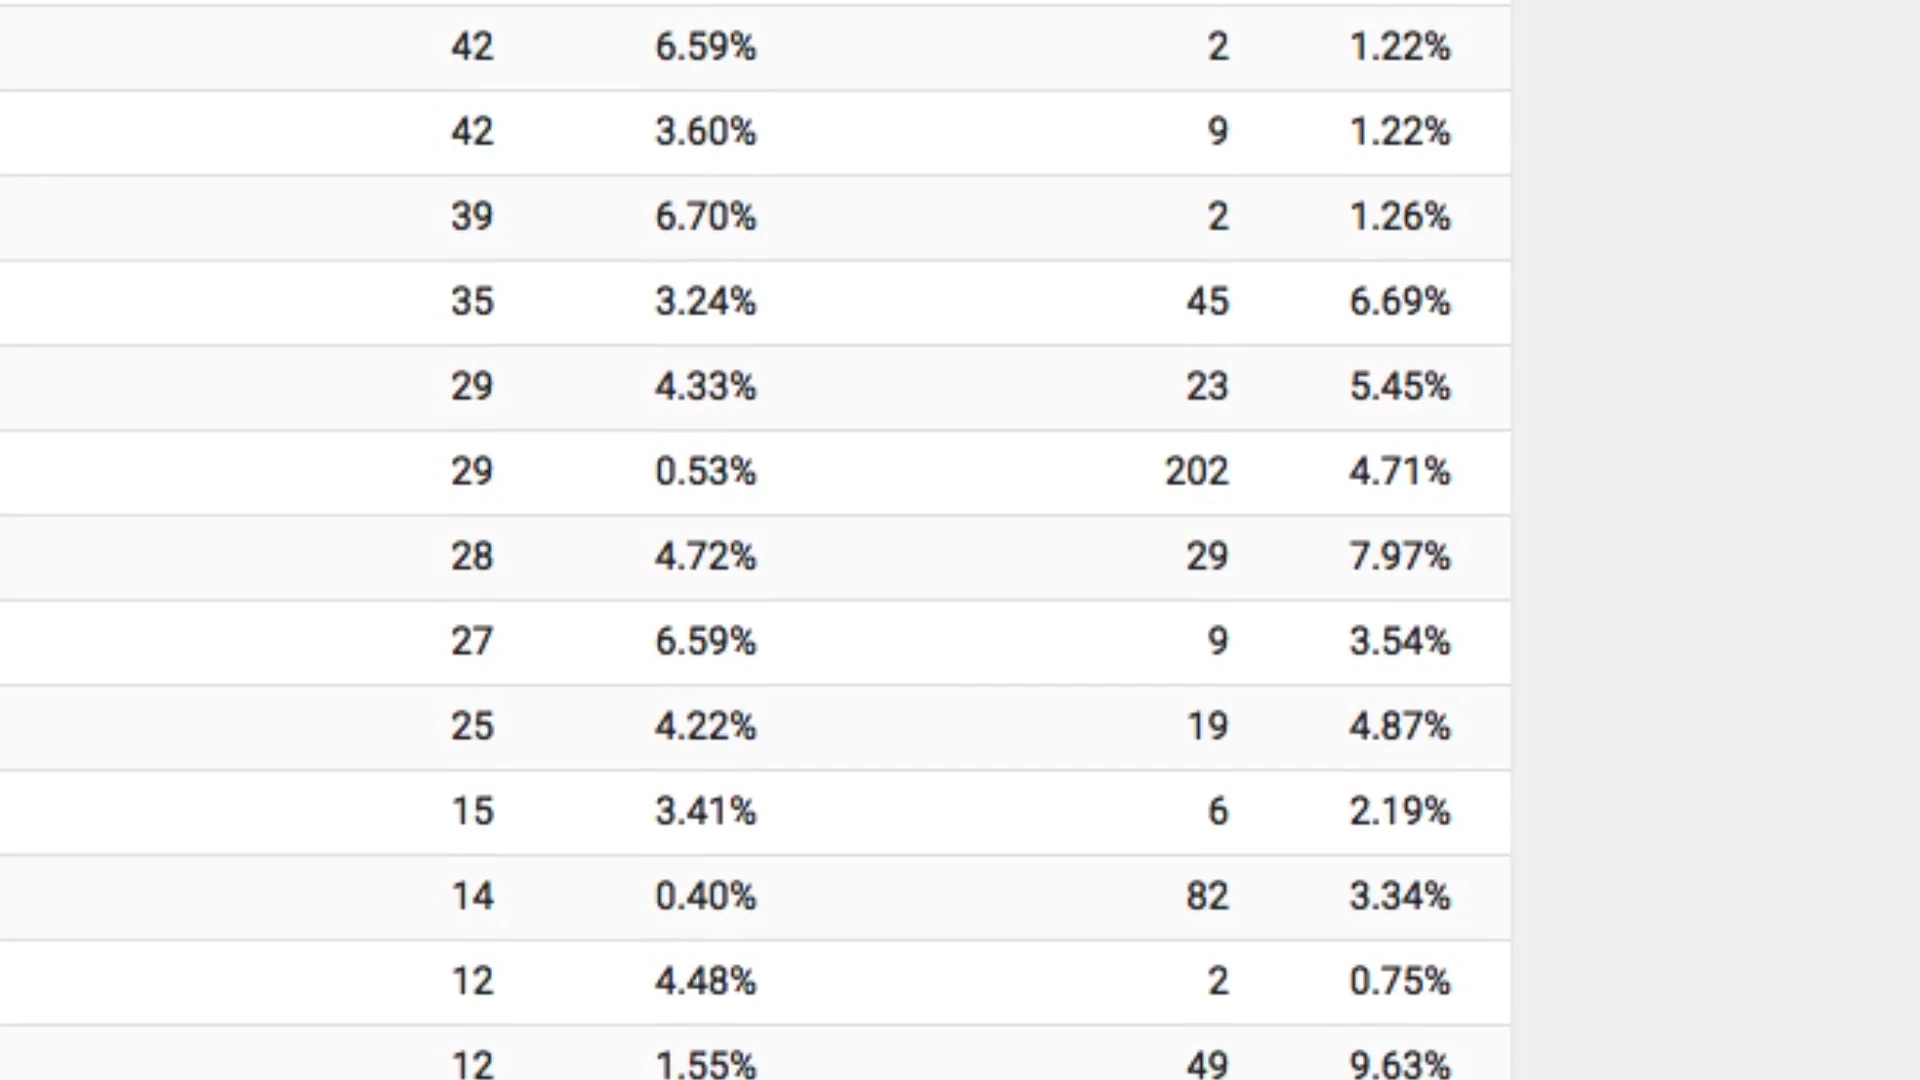 42 6.59% 2 1.22%
42 3.60% 9 1.22%
39 6.70% 2 1.26%
35 3.24% 45 6.69%
29 4.33% 23 5.45%
29 0.53% 202 4.71%
28 4.72% 29 7.97%
27 6.59% 9 3.54%
25 4.22% 19 4.87%
15 3.41% 6 2.19%
14 0.40% 82 3.34%
12 4.48% 2 0.75%
12 1.55% 49 9.63%